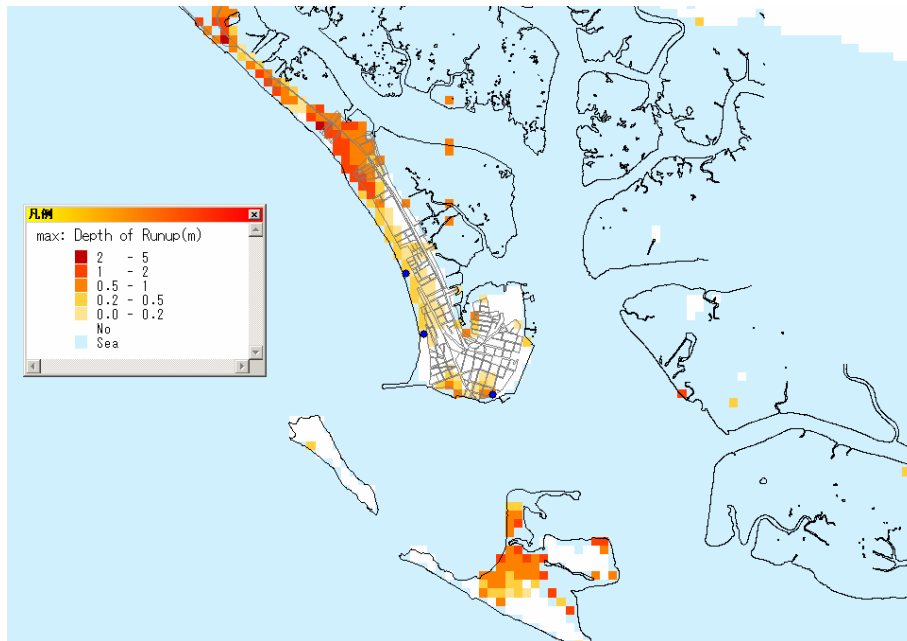 凡例
max: Depth of Runup(m)
2 - 5
1 - 2
0.5 - 1
0.2 - 0.5
0.0 - 0.2
No
Sea